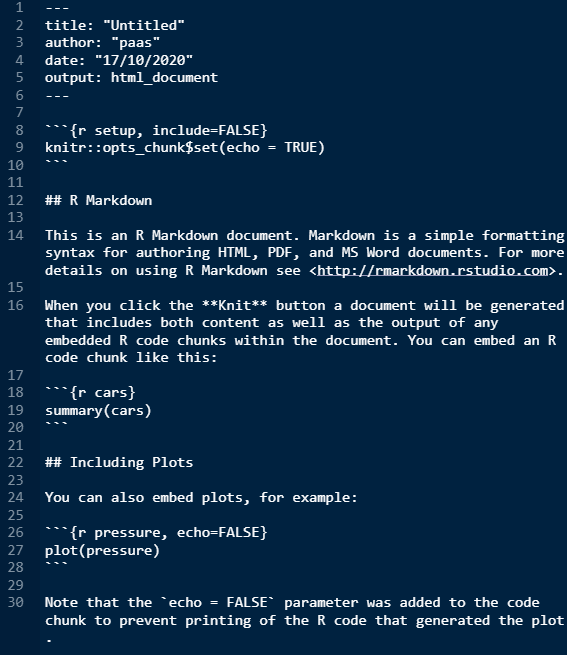 1 ---
2 title: "Untitled"
3 author: "paas"
4 date: "17/10/2020"
5 output: html_document
6 ---
7
8 ```{r setup, include=FALSE}
9 knitr::opts_chunk$set(echo = TRUE)
10 ```
11
12 ## R Markdown
13
14 This is an R Markdown document. Markdown is a simple formatting
syntax for authoring HTML, PDF, and MS Word documents. For more
details on using R Markdown see <http://rmarkdown.rstudio.com>.
15
16 When you click the **Knit** button a document will be generated
that includes both content as well as the output of any
embedded R code chunks within the document. You can embed an R
code chunk like this:
17
18 ```{r cars}
19 summary(cars)
20 ```
21
22 ## Including Plots
23
24 You can also embed plots, for example:
25
26 ```{r pressure, echo=FALSE}
27 plot(pressure)
28 ```
29
30 Note that the `echo = FALSE` parameter was added to the code
chunk to prevent printing of the R code that generated the plot
.